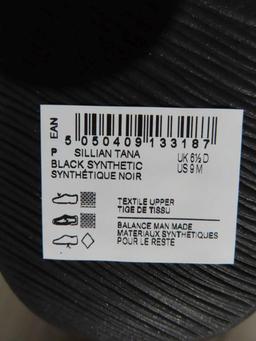 EAN
5 050409 133187
P SILLIAN TANA
BLACK SYNTHETIC
SYNTHÉTIQUE NOIR
UK 6½ D
US 9 M
TEXTILE UPPER
TIGE DE TISSU
BALANCE MAN MADE
MATERIAUX SYNTHÉTIQUES
POUR LE RESTE